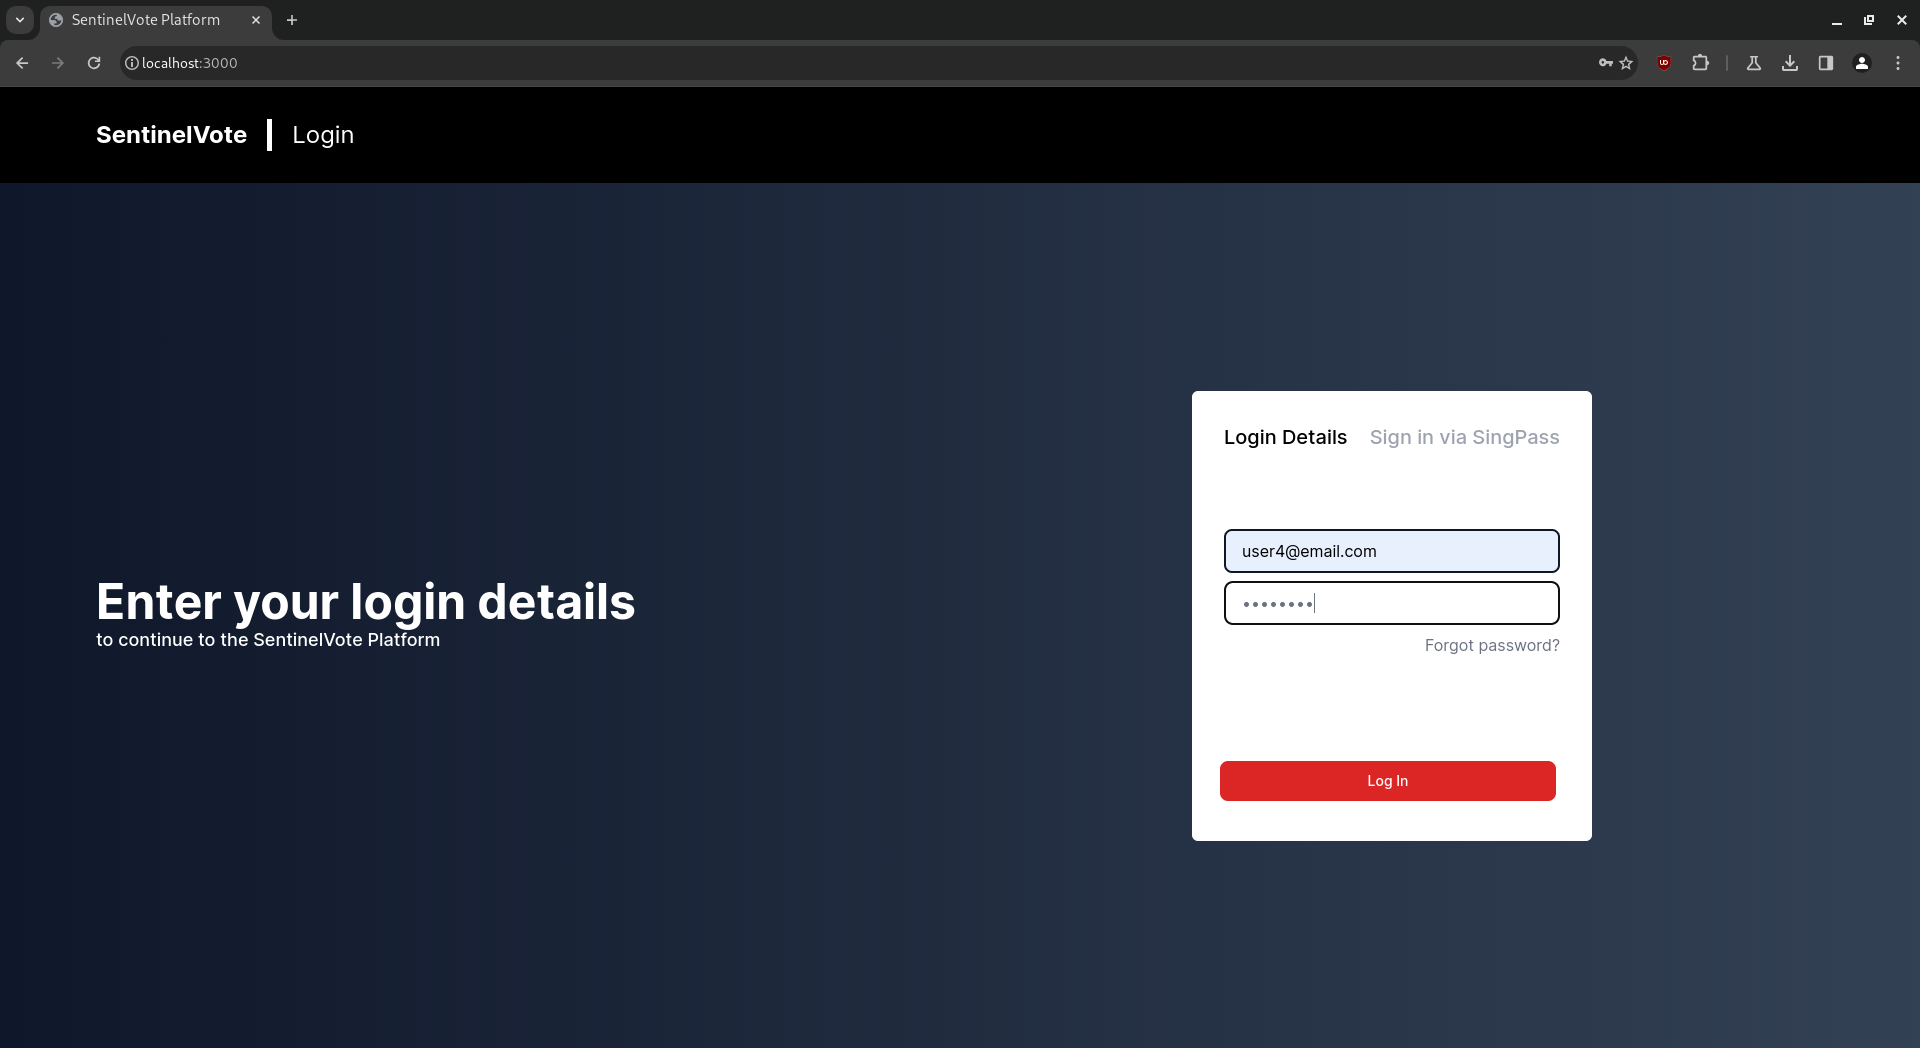 SentinelVote Platform
localhost:3000
SentinelVote | Login
Login Details Sign in via SingPass
user4@email.com
••••••••
Enter your login details
to continue to the SentinelVote Platform
Forgot password?
Log In